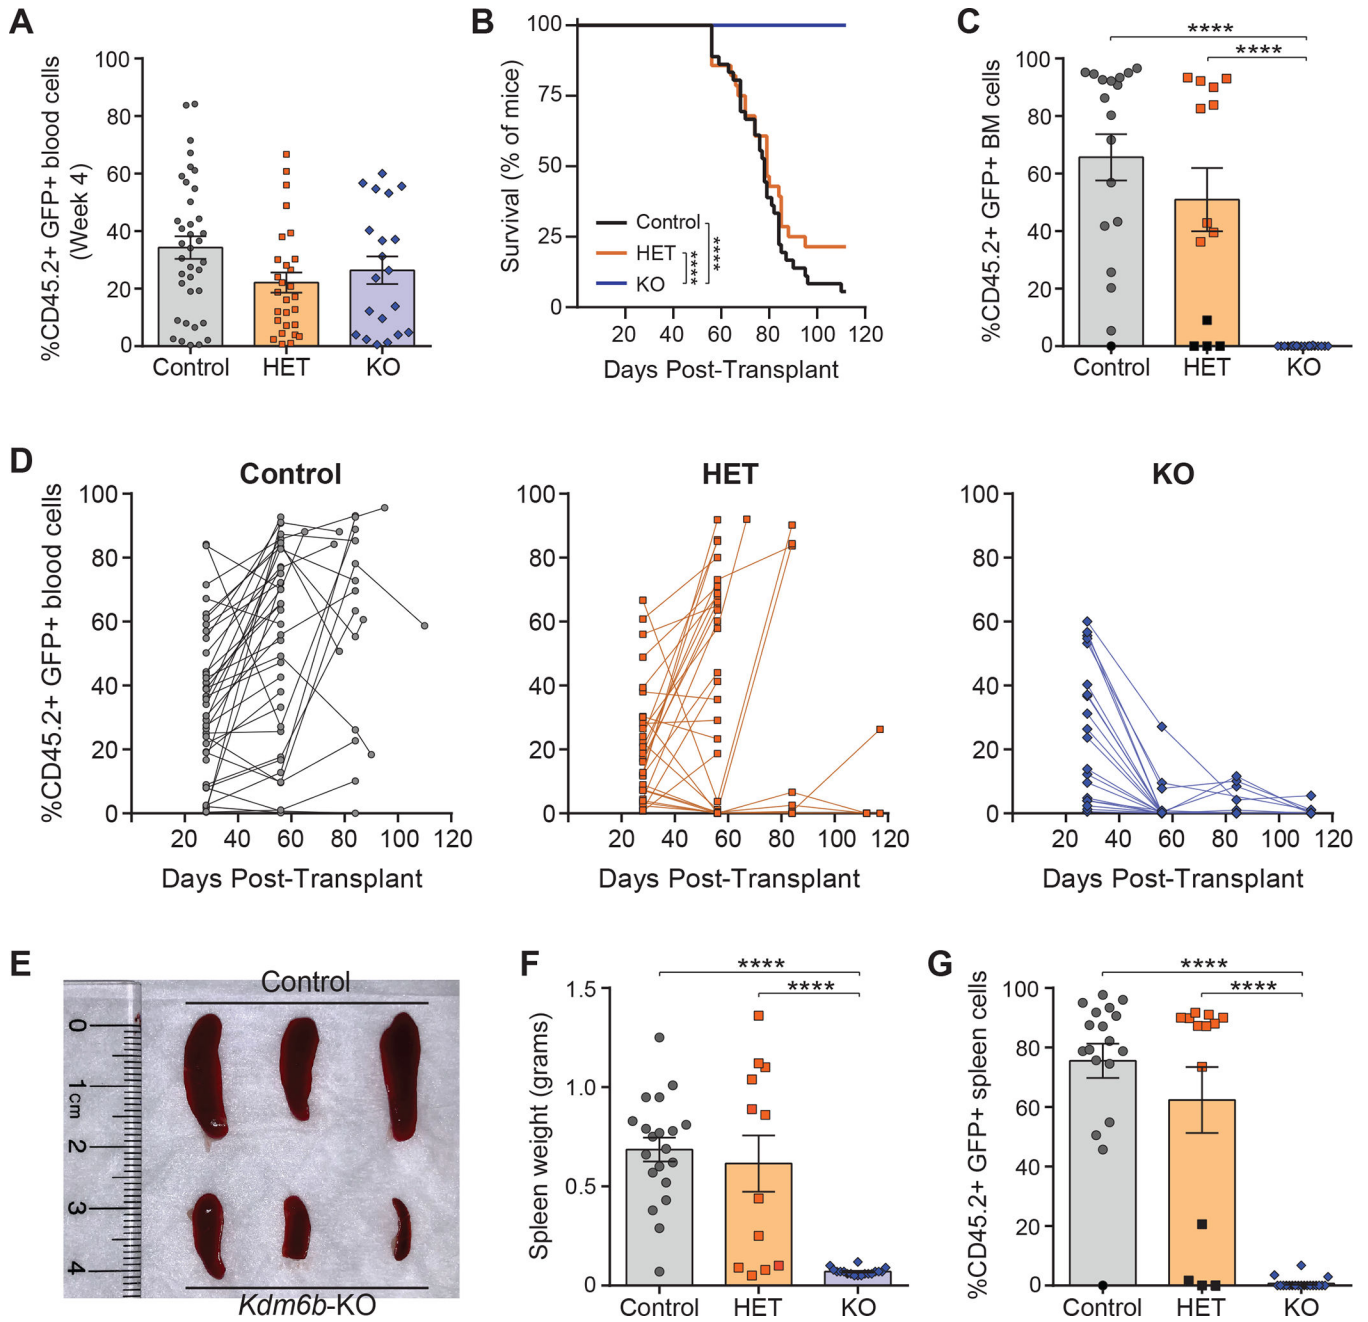 A
%CD45.2+ GFP+ blood cells
(Week 4)
100
80
60
40
20
0
Control
HET
KO
B
Survival (% of mice)
100
75
50
25
0
Control
HET
KO
****
****
20
40
60
80
100
120
Days Post-Transplant
C
%CD45.2+ GFP+ BM cells
****
****
100
80
60
40
20
0
Control
HET
KO
D
%CD45.2+ GFP+ blood cells
Control
100
80
60
40
20
0
20
40
60
80
100
120
Days Post-Transplant
HET
100
80
60
40
20
0
20
40
60
80
100
120
Days Post-Transplant
KO
100
80
60
40
20
0
20
40
60
80
100
120
Days Post-Transplant
E
Control
0
1
cm
2
3
4
Kdm6b-KO
F
Spleen weight (grams)
****
****
1.5
1.0
0.5
0
Control
HET
KO
G
%CD45.2+ GFP+ spleen cells
****
****
100
80
60
40
20
0
Control
HET
KO